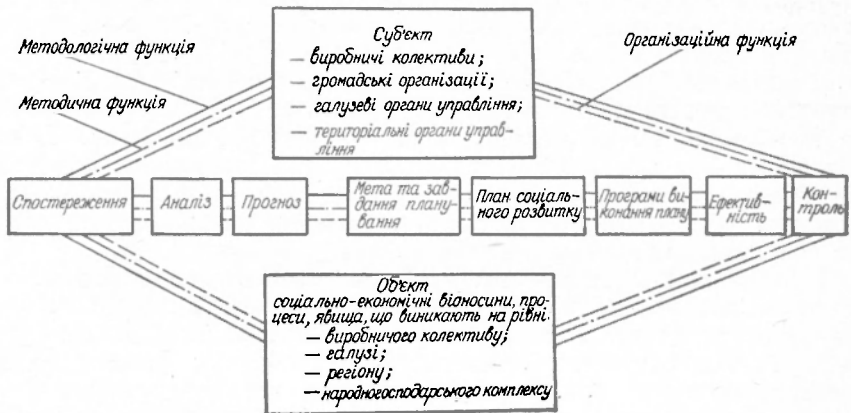 Суб'єкт
— виробничі колективи;
— громадські організації;
— галузеві органи управління;
— територіальні органи управ-
ління
Методологічна функція
Методична функція
Організаційна функція
Спостереження
Аналіз
Прогноз
Мета та зав-
дання плану-
вання
План соціаль-
ного розвитку
Програми ви-
конання плану
Ефектив-
ність
Кон-
троль
Об'єкт
соціально-економічні відносини, про-
цеси, явища, що виникають на рівні:
— виробничого колективу;
— галузі;
— регіону;
— народногосподарського комплексу